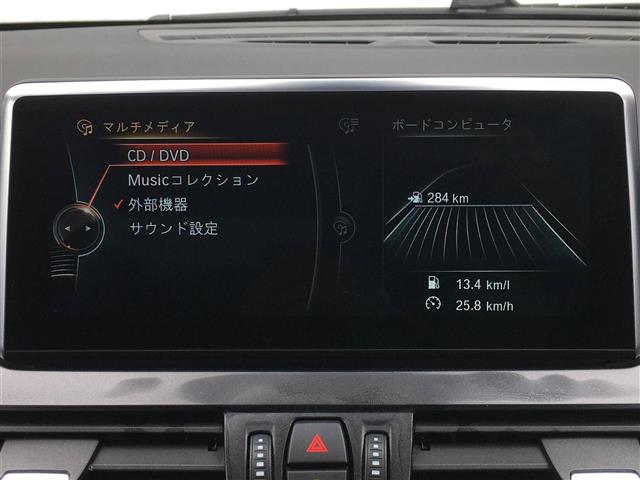 マルチメディア
CD / DVD
Musicコレクション
外部機器
サウンド設定
ボードコンピュータ
284 km
13.4 km/l
25.8 km/h